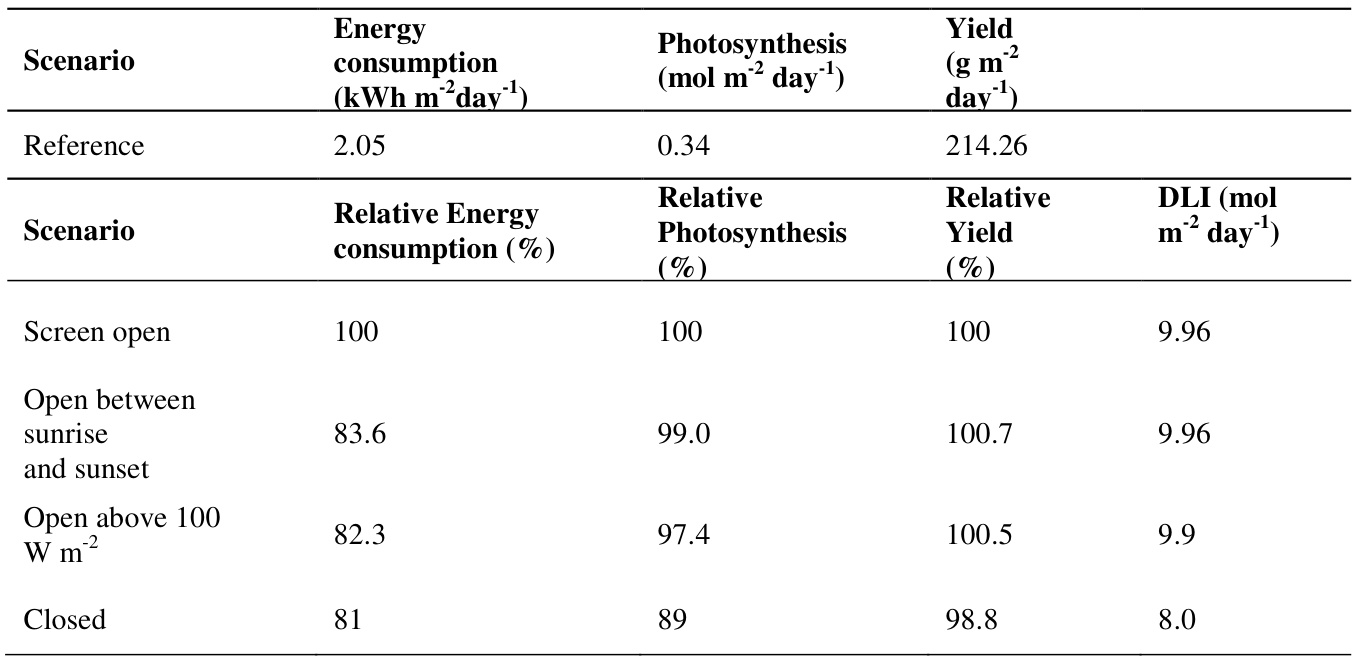 Scenario Energy consumption (kWh m⁻²day⁻¹) Photosynthesis (mol m⁻² day⁻¹) Yield (g m⁻² day⁻¹)
Reference 2.05 0.34 214.26
Scenario Relative Energy consumption (%) Relative Photosynthesis (%) Relative Yield (%) DLI (mol m⁻² day⁻¹)
Screen open 100 100 100 9.96
Open between sunrise and sunset 83.6 99.0 100.7 9.96
Open above 100 W m⁻² 82.3 97.4 100.5 9.9
Closed 81 89 98.8 8.0